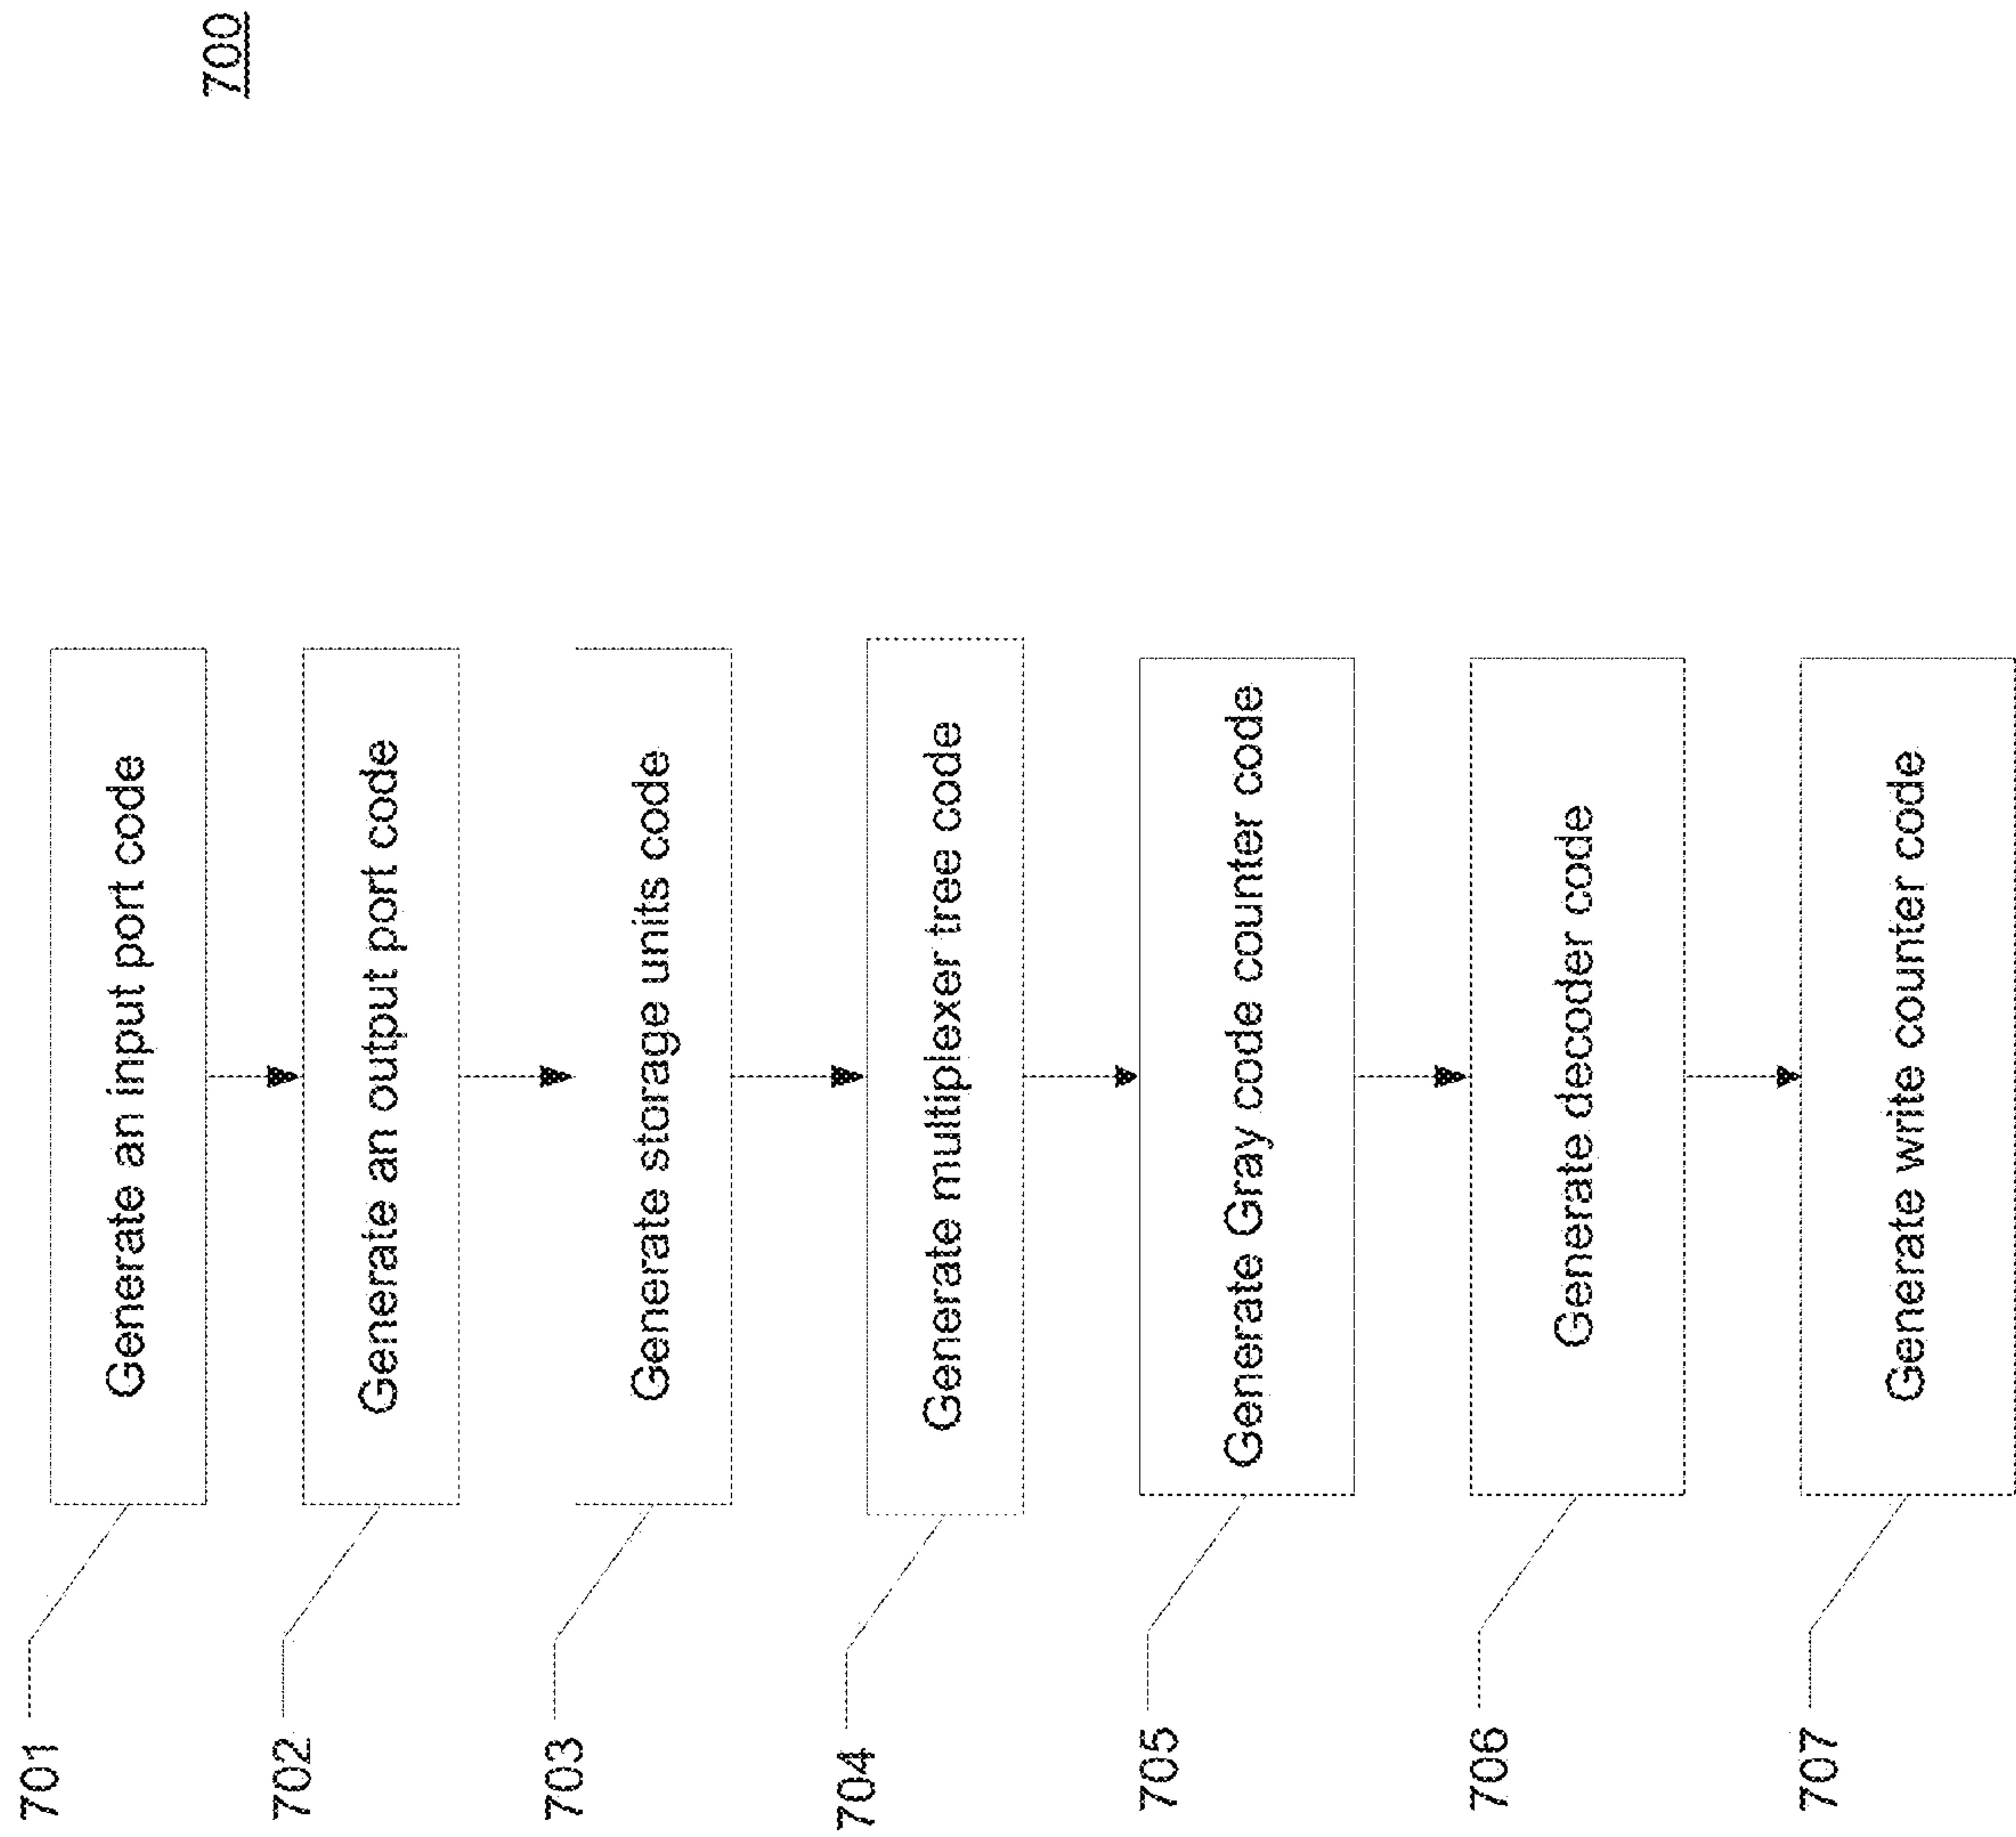 700
701
Generate an input port code
702
Generate an output port code
703
Generate storage units code
704
Generate multiplexer tree code
705
Generate Gray code counter code
706
Generate decoder code
707
Generate write counter code